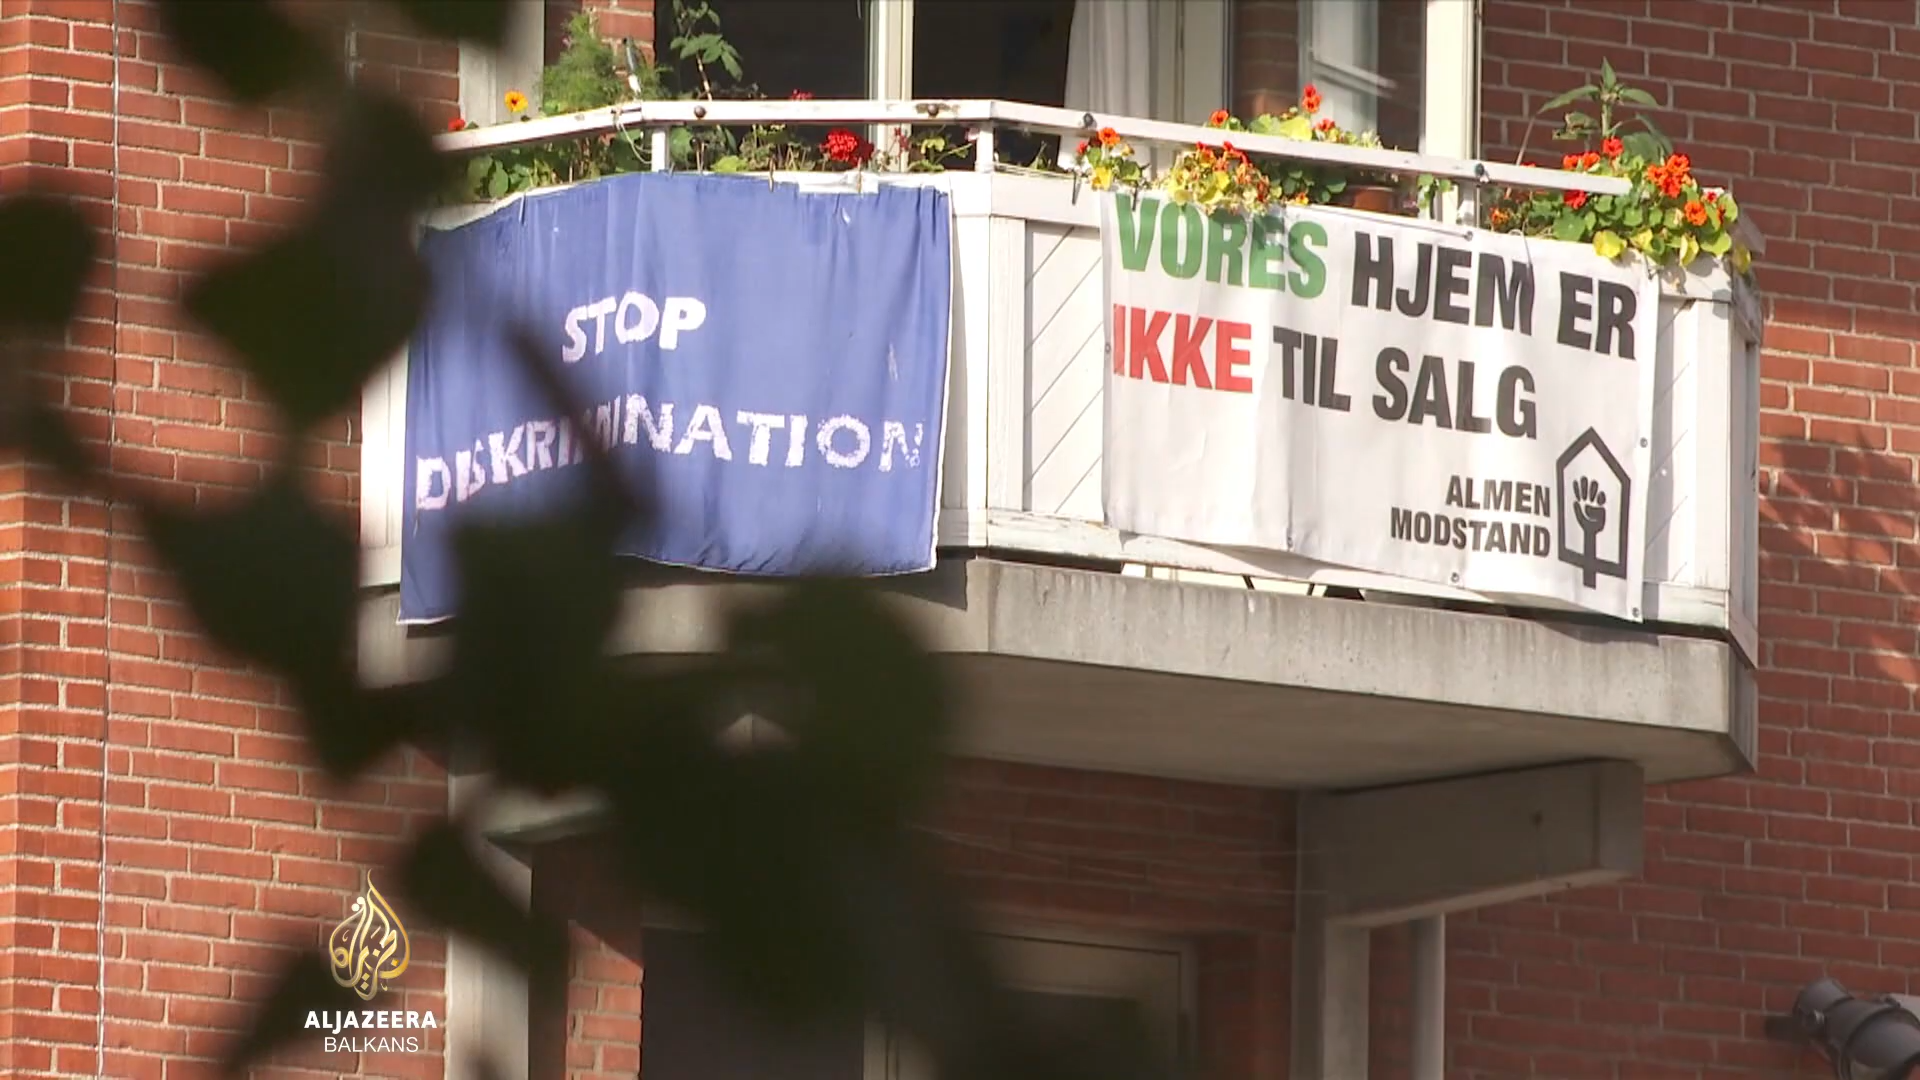 STOP
DISKRIMINATION
VORES HJEM ER
IKKE TIL SALG
ALMEN
MODSTAND
ALJAZEERA
BALKANS